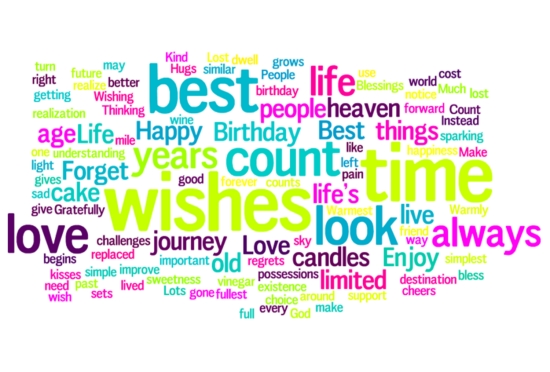 Kind Lost dwell
turn may Hugs similar grows
future People use cost
right realize better best birthday life Blessings world Much lost
getting Wishing people heaven notice forward Count
realization Thinking wine Instead
age Life mile Happy Birthday Best things sparking
one understanding like happiness Make
light Forget years count left time
gives good pain
sad cake forever counts life's
give Gratefully wishes Warmest look live Warmly
love challenges journey Love sky friend always
begins replaced important old regrets candles way Enjoy simplest
kisses simple improve sweetness possessions limited destination bless
need past vinegar existence cheers
wish sets lived Lots gone fullest choice around support
full every God make